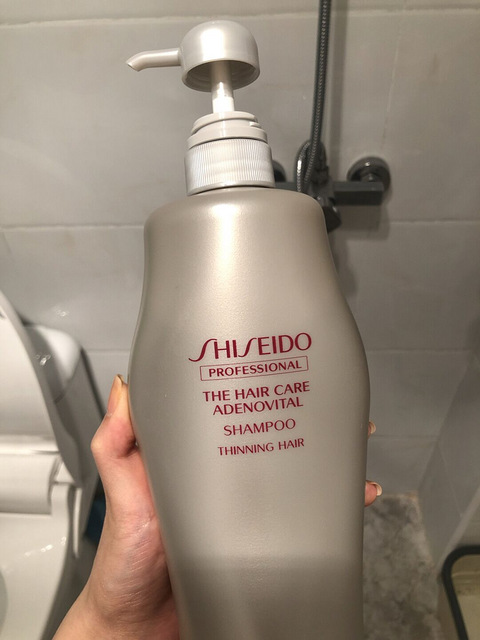 SHISEIDO
PROFESSIONAL
THE HAIR CARE
ADENOVITAL
SHAMPOO
THINNING HAIR